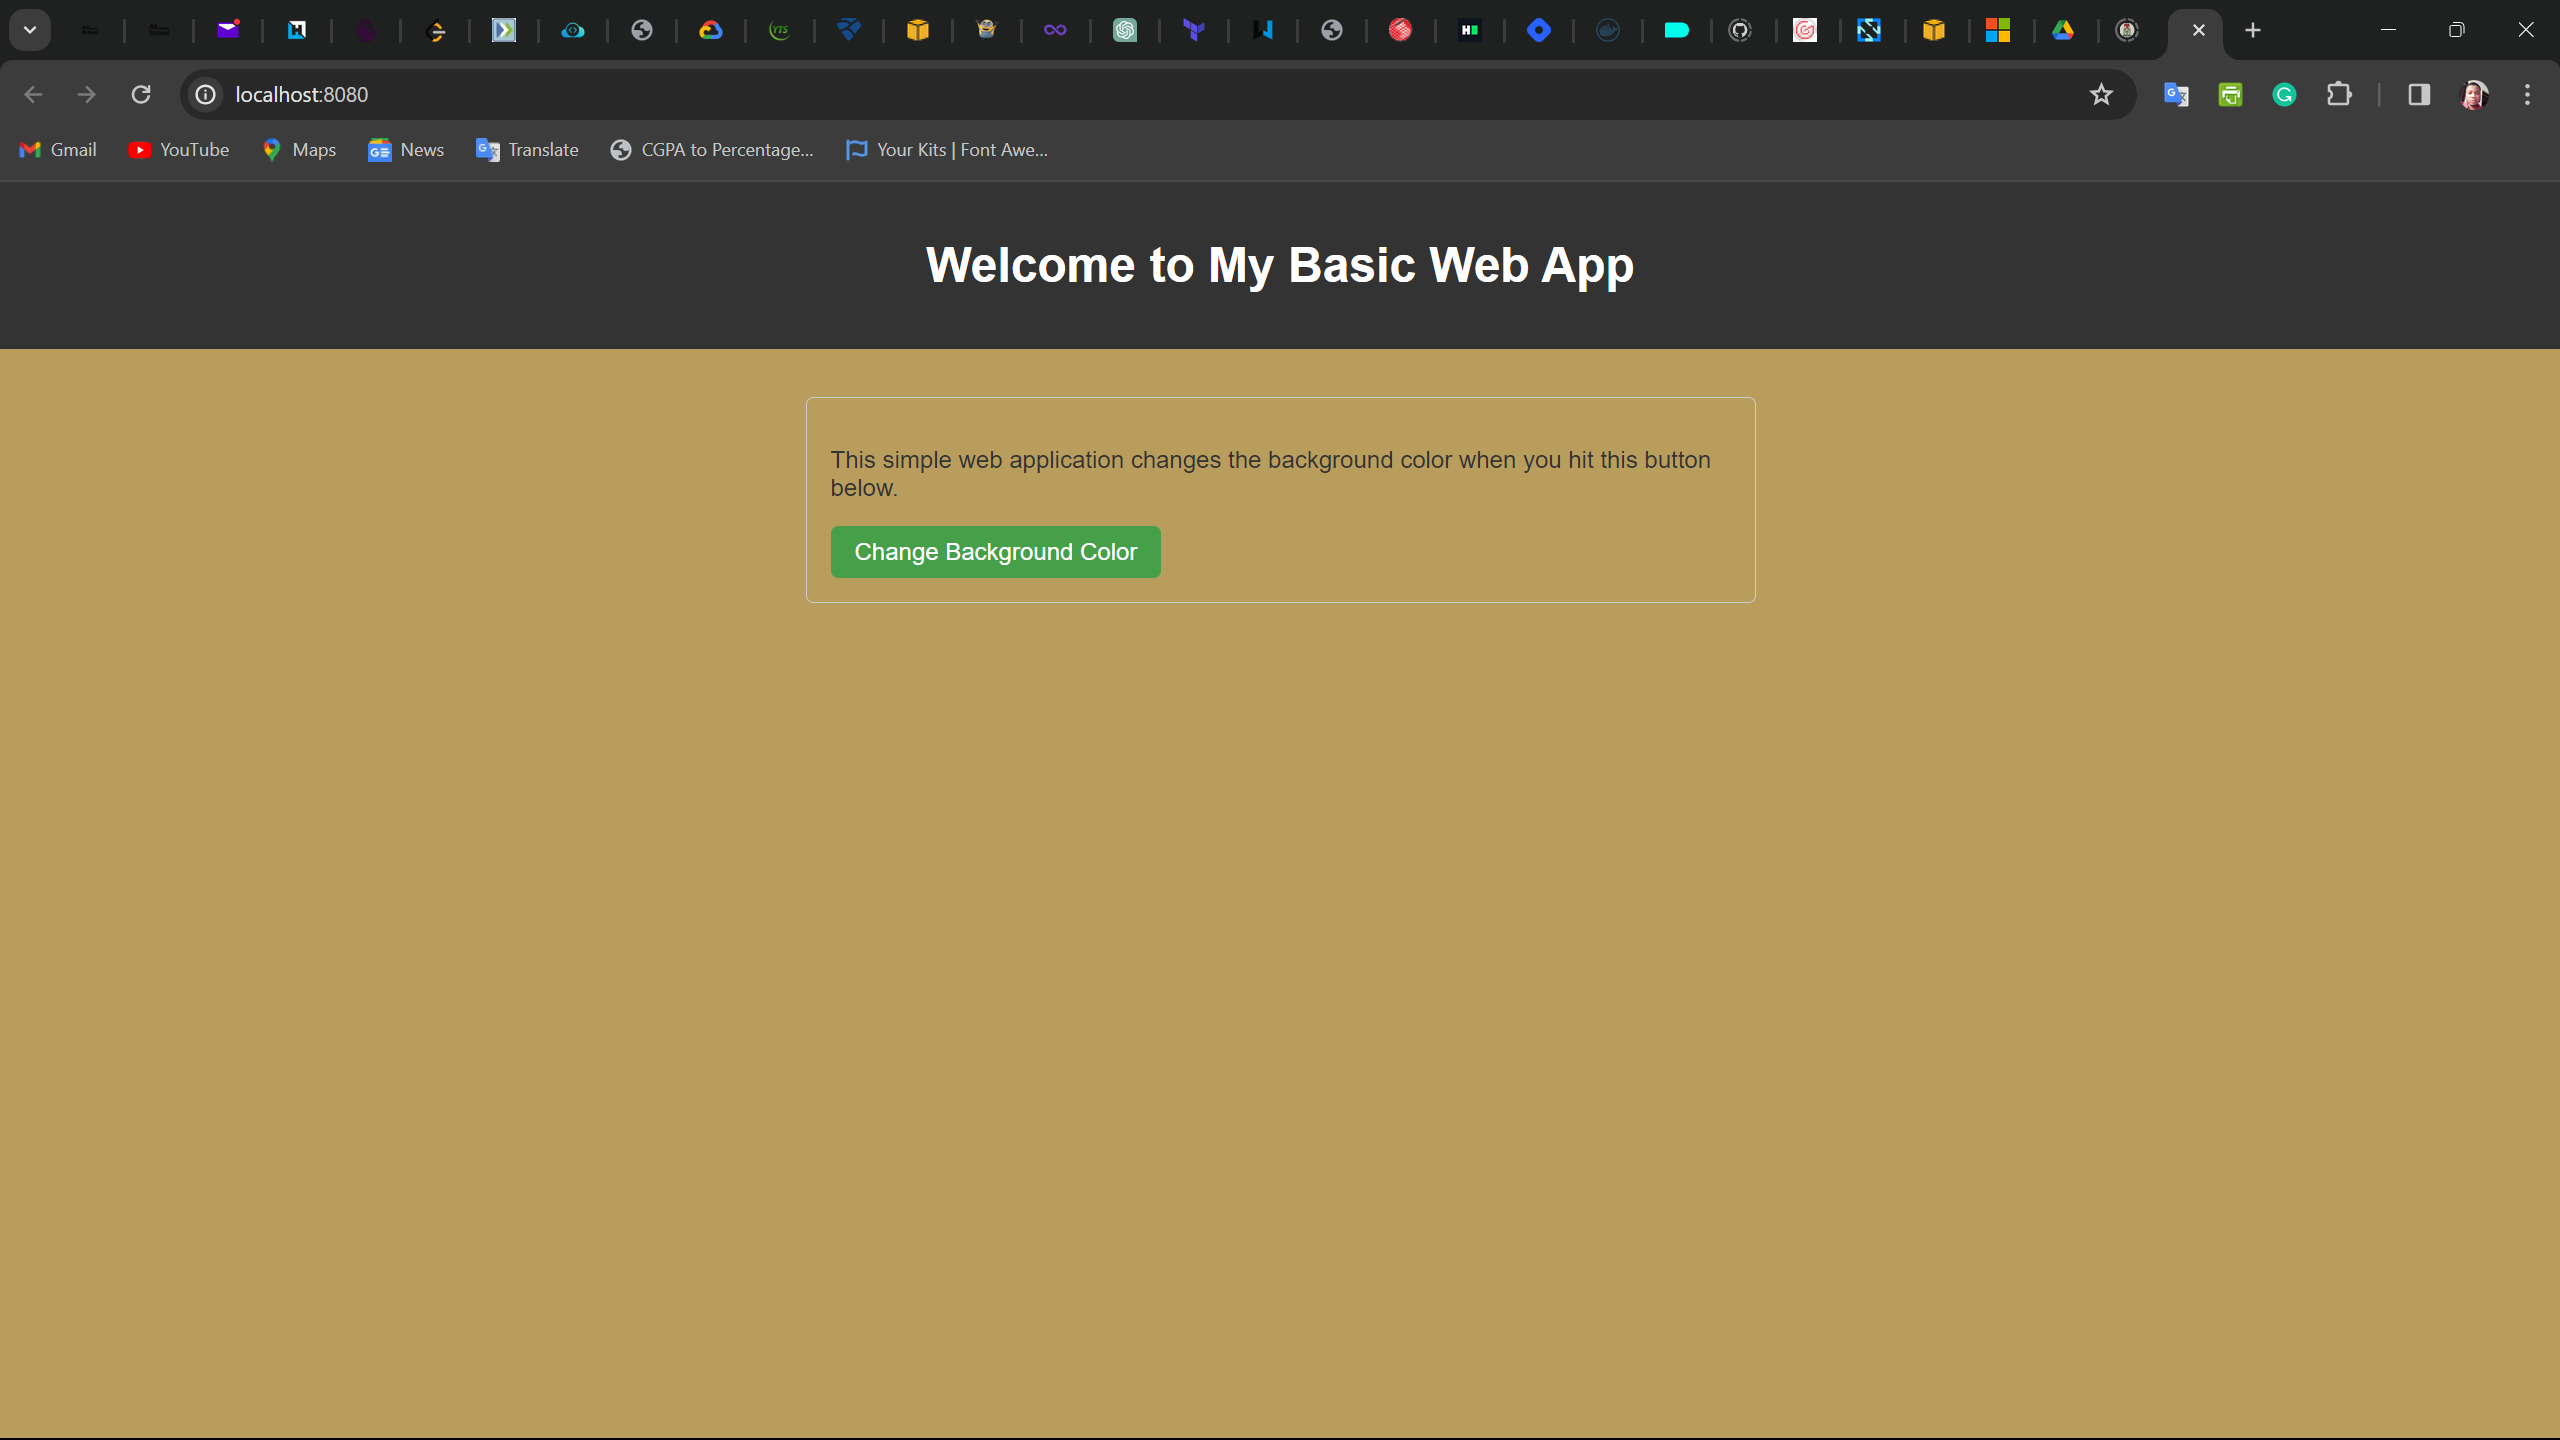 YTS
H
localhost:8080
Gmail
YouTube
Maps
News
Translate
CGPA to Percentage...
Your Kits | Font Awe...
Welcome to My Basic Web App
This simple web application changes the background color when you hit this button
below.
Change Background Color